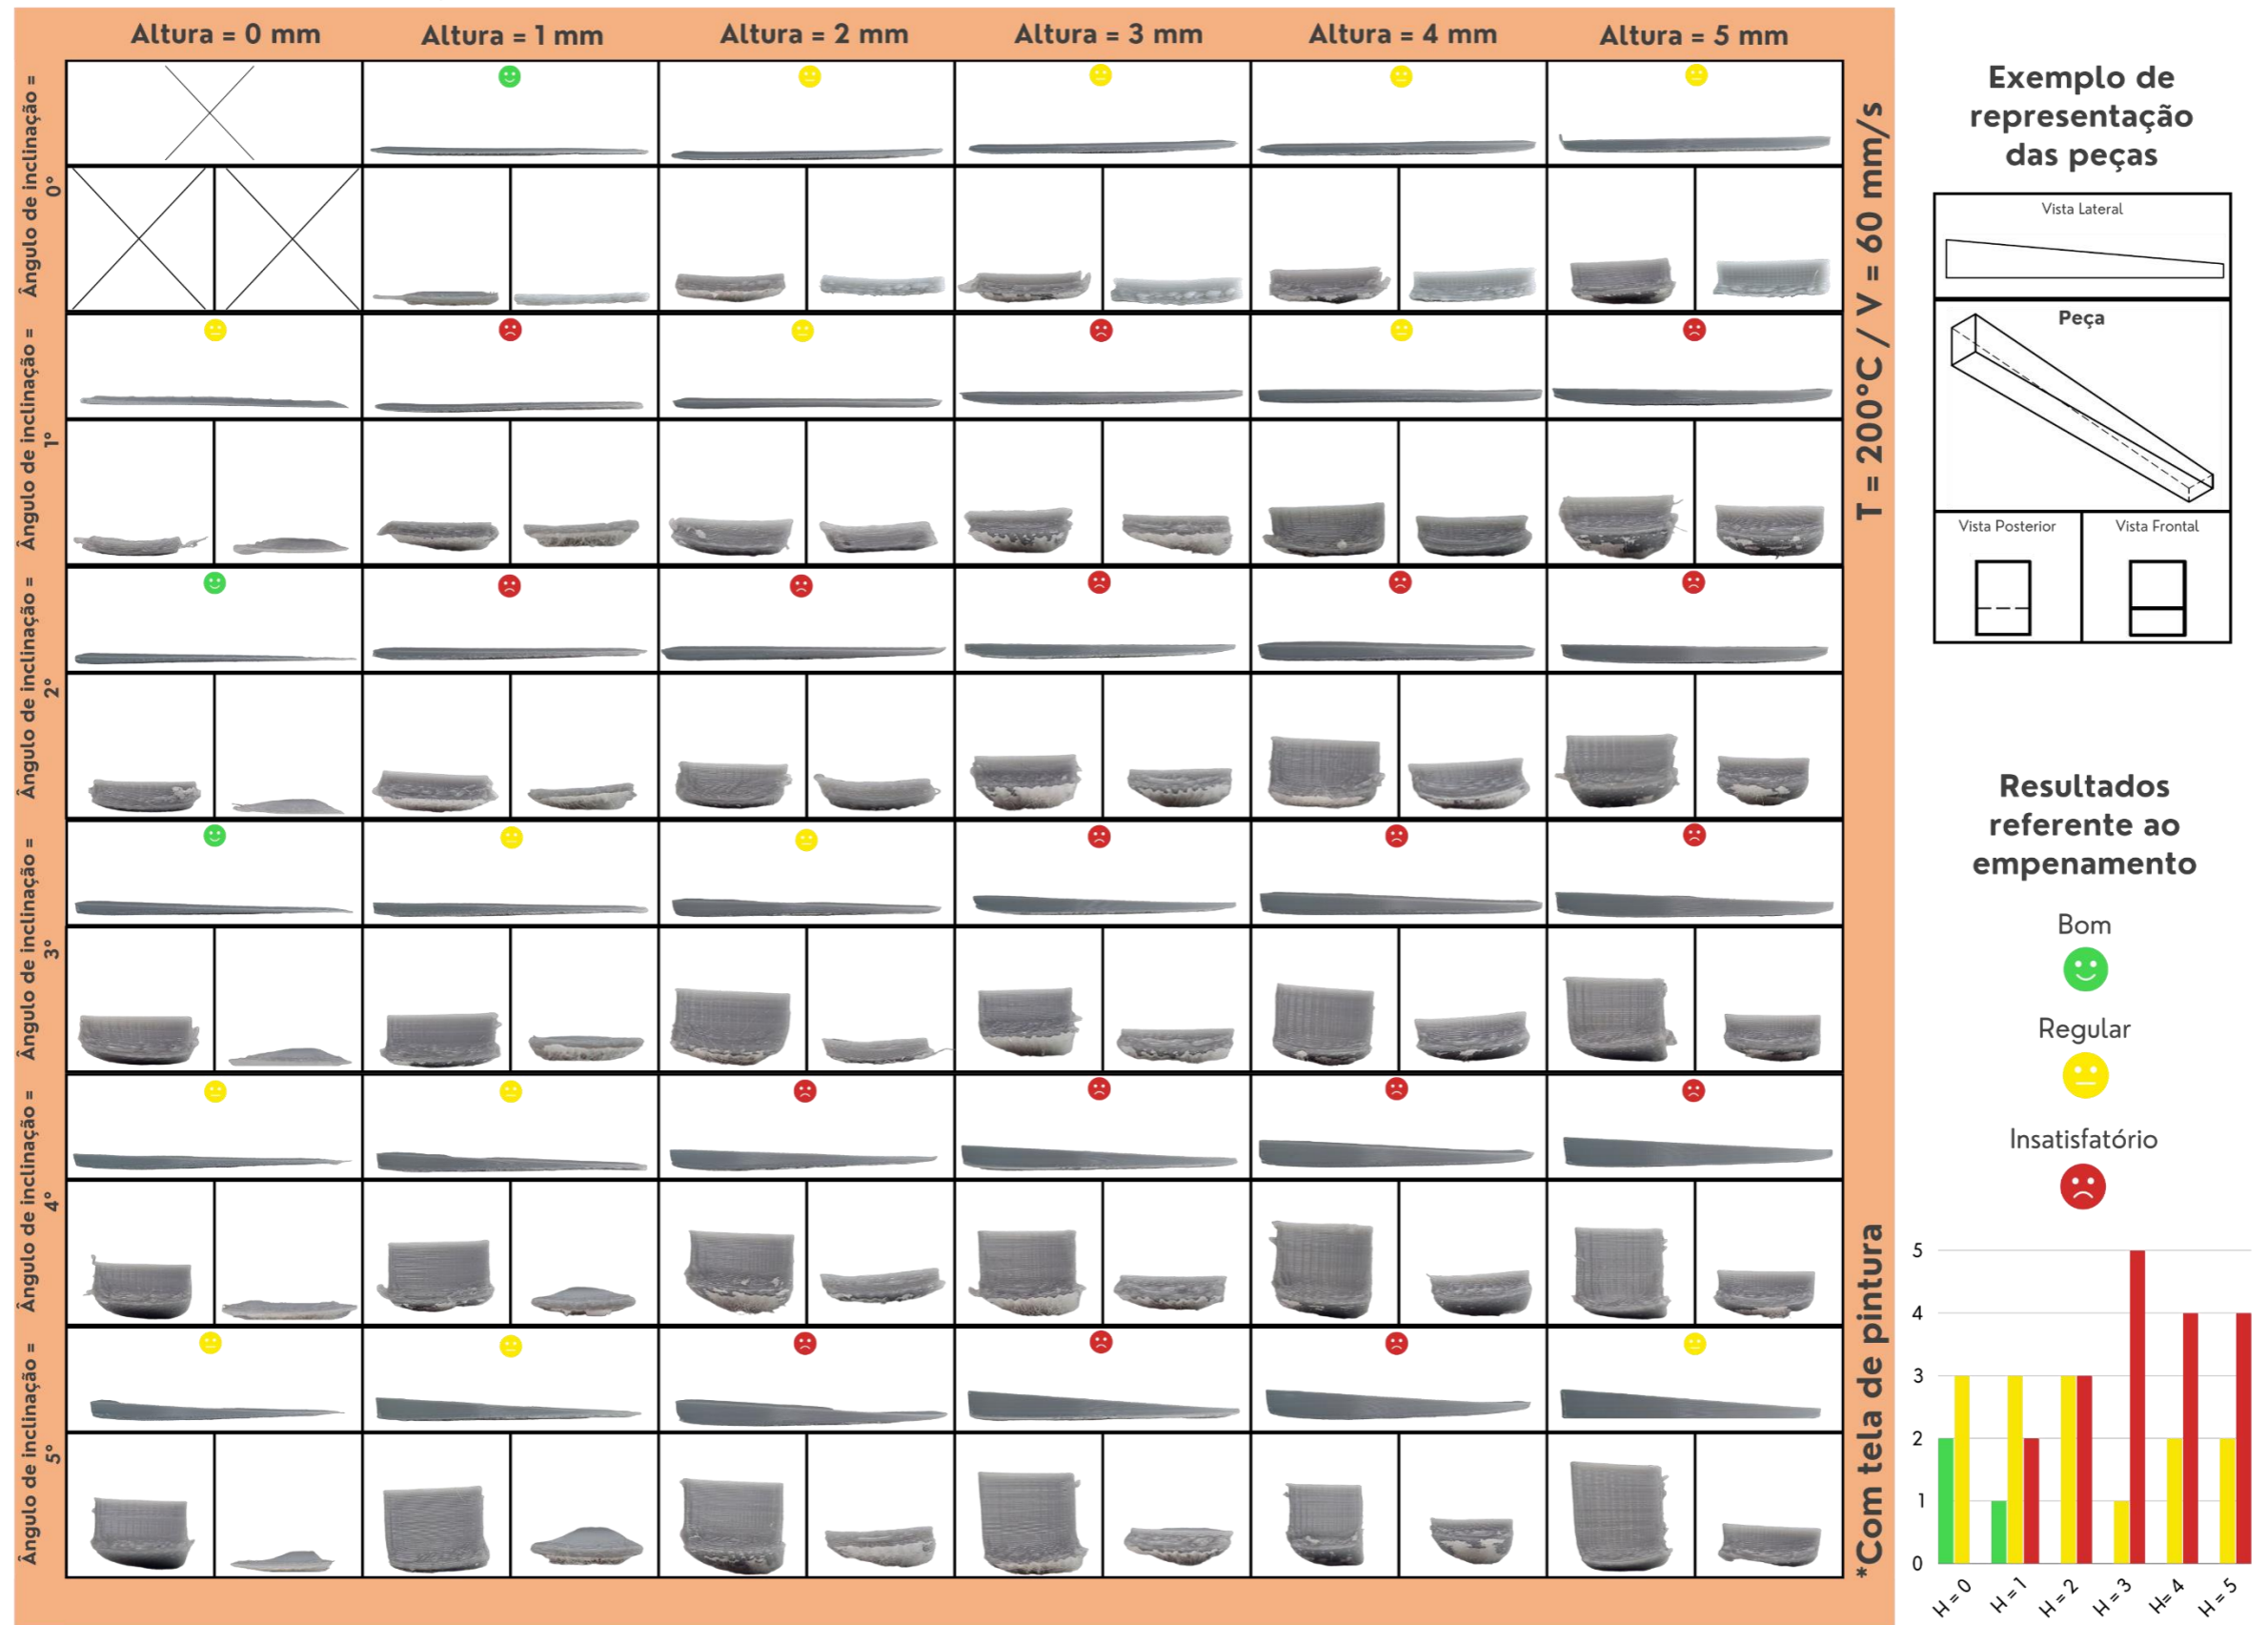 Altura = 0 mm
Altura = 1 mm
Altura = 2 mm
Altura = 3 mm
Altura = 4 mm
Altura = 5 mm
Ângulo de inclinação =
0°
Ângulo de inclinação =
1°
Ângulo de inclinação =
2°
Ângulo de inclinação =
3°
Ângulo de inclinação =
4°
Ângulo de inclinação =
5°
T = 200°C / V = 60 mm/s
*Com tela de pintura
Exemplo de
representação
das peças
Vista Lateral
Peça
Vista Posterior
Vista Frontal
Resultados
referente ao
empenamento
Bom
Regular
Insatisfatório
5
4
3
2
1
0
H = 0
H = 1
H = 2
H = 3
H= 4
H = 5